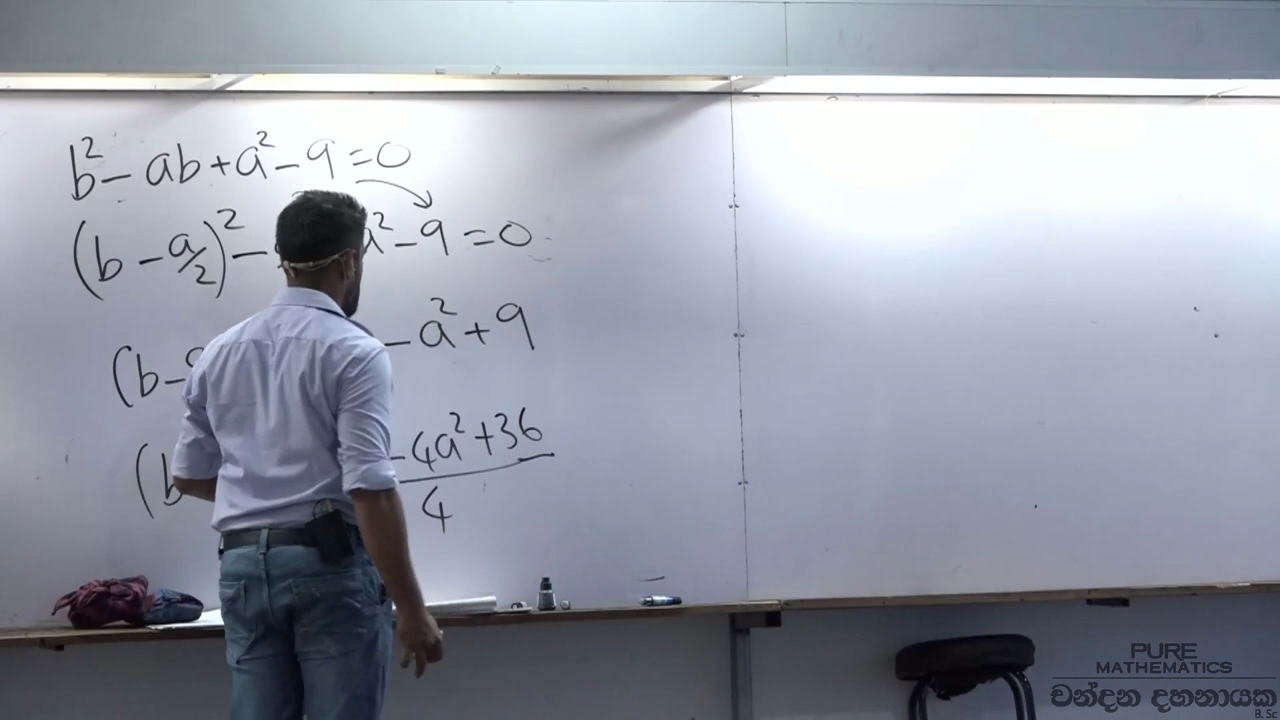 b² - ab + a² - 9 = 0
(b - a/2)² - a² - 9 = 0
(b - - a² + 9
(b - 4a² + 36
4
PURE
MATHEMATICS
චන්දන දහනායක
B. Sc